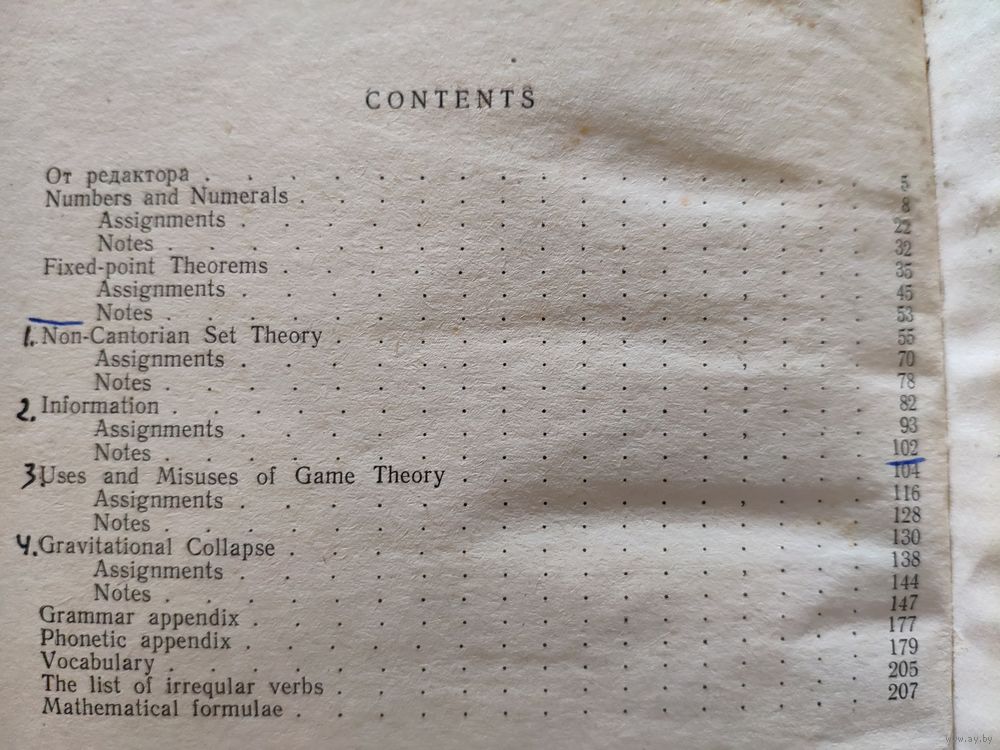 CONTENTS
От редактора . . . . . . . . . . . . . . . . . 5
Numbers and Numerals . . . . . . . . . . . . . . 8
Assignments . . . . . . . . . . . . . . . . 22
Notes . . . . . . . . . . . . . . . . . . 32
Fixed-point Theorems . . . . . . . . . . . . . . . 35
Assignments . . . . . . . . . . . . . . . . 45
Notes . . . . . . . . . . . . . . . . . . 53
1. Non-Cantorian Set Theory . . . . . . . . . . . . . 55
Assignments . . . . . . . . . . . . . . . . 70
Notes . . . . . . . . . . . . . . . . . . 78
2. Information . . . . . . . . . . . . . . . . . . 82
Assignments . . . . . . . . . . . . . . . . 93
Notes . . . . . . . . . . . . . . . . . . 102
3. Uses and Misuses of Game Theory . . . . . . . . . . 104
Assignments . . . . . . . . . . . . . . . . 116
Notes . . . . . . . . . . . . . . . . . . 128
4. Gravitational Collapse . . . . . . . . . . . . . . . 130
Assignments . . . . . . . . . . . . . . . . 138
Notes . . . . . . . . . . . . . . . . . . 144
Grammar appendix . . . . . . . . . . . . . . . . 147
Phonetic appendix . . . . . . . . . . . . . . . . 177
Vocabulary . . . . . . . . . . . . . . . . . . 179
The list of irreqular verbs . . . . . . . . . . . . . 205
Mathematical formulae . . . . . . . . . . . . . . 207
www.ay.by